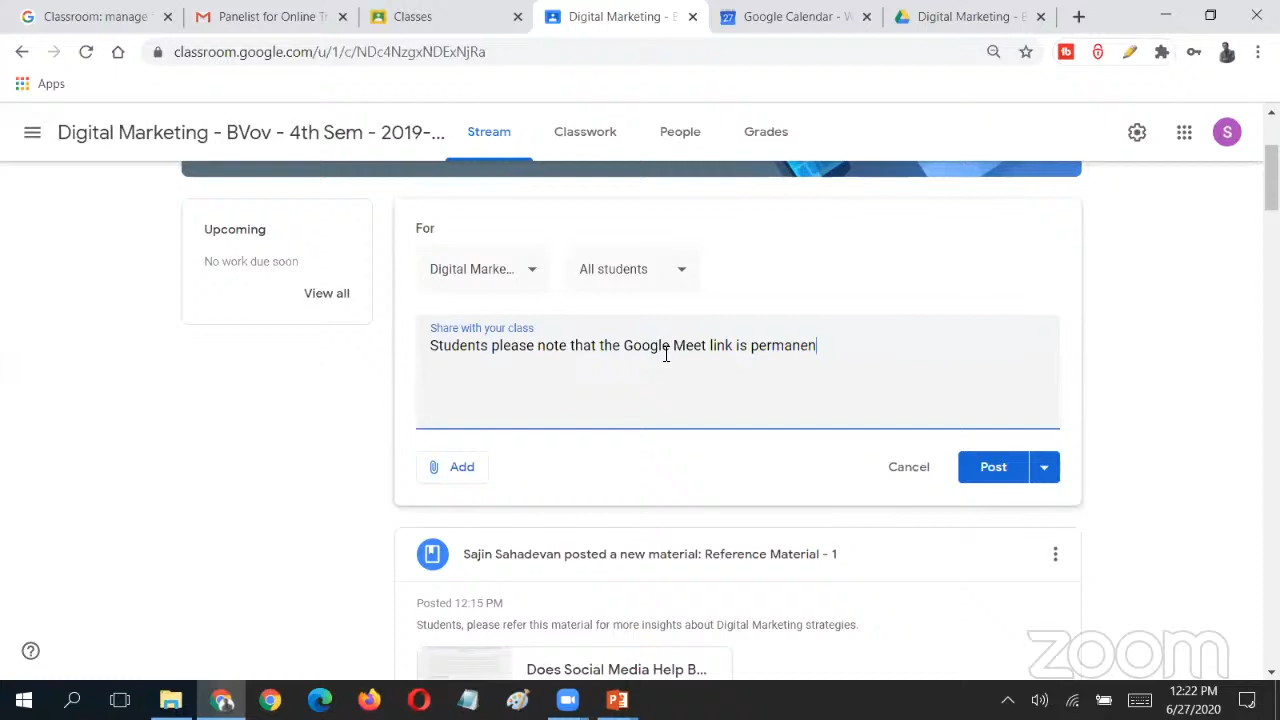 Classroom: manage
Panelist for Online Tr
Classes
Digital Marketing - B
Google Calendar - W
Digital Marketing - B
classroom.google.com/u/1/c/NDc4NzgxNDExNjRa
Apps
Digital Marketing - BVov - 4th Sem - 2019-...
Stream
Classwork
People
Grades
S
Upcoming
No work due soon
View all
For
Digital Marke...
All students
Share with your class
Students please note that the Google Meet link is permanen
Add
Cancel
Post
Sajin Sahadevan posted a new material: Reference Material - 1
Posted 12:15 PM
Students, please refer this material for more insights about Digital Marketing strategies.
Does Social Media Help B...
zoom
12:22 PM
6/27/2020